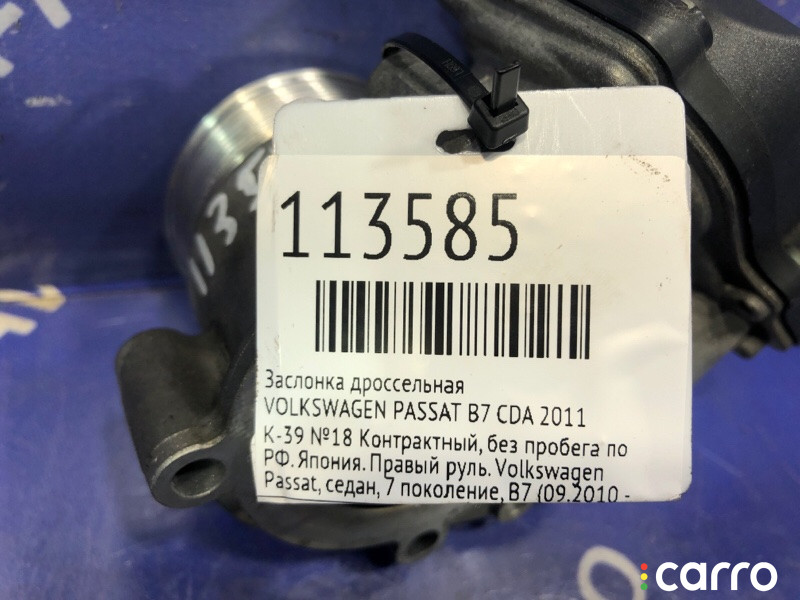 113585
Заслонка дроссельная
VOLKSWAGEN PASSAT B7 CDA 2011
К-39 №18 Контрактный, без пробега по
РФ. Япония. Правый руль. Volkswagen
Passat, седан, 7 поколение, B7 (09.2010 -
1135
carro